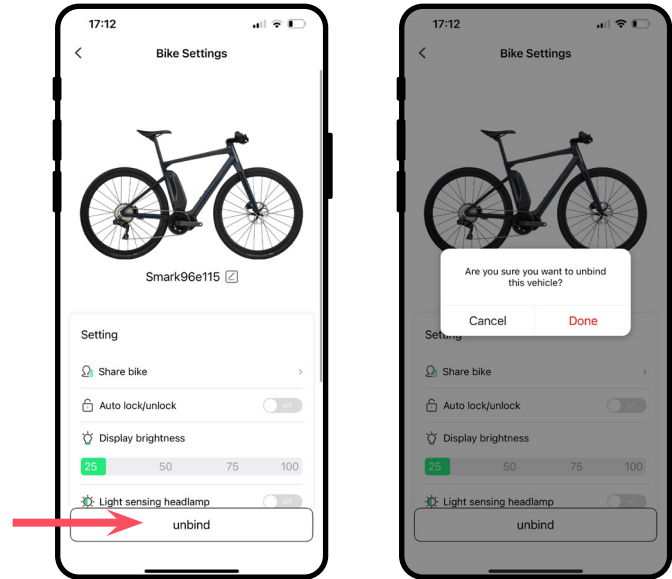 17:12
Bike Settings
Smark96e115
Setting
Share bike
Auto lock/unlock
off
Display brightness
25 50 75 100
Light sensing headlamp
off
unbind
17:12
Bike Settings
Are you sure you want to unbind
this vehicle?
Cancel Done
Setting
Share bike
Auto lock/unlock
off
Display brightness
25 50 75 100
Light sensing headlamp
off
unbind